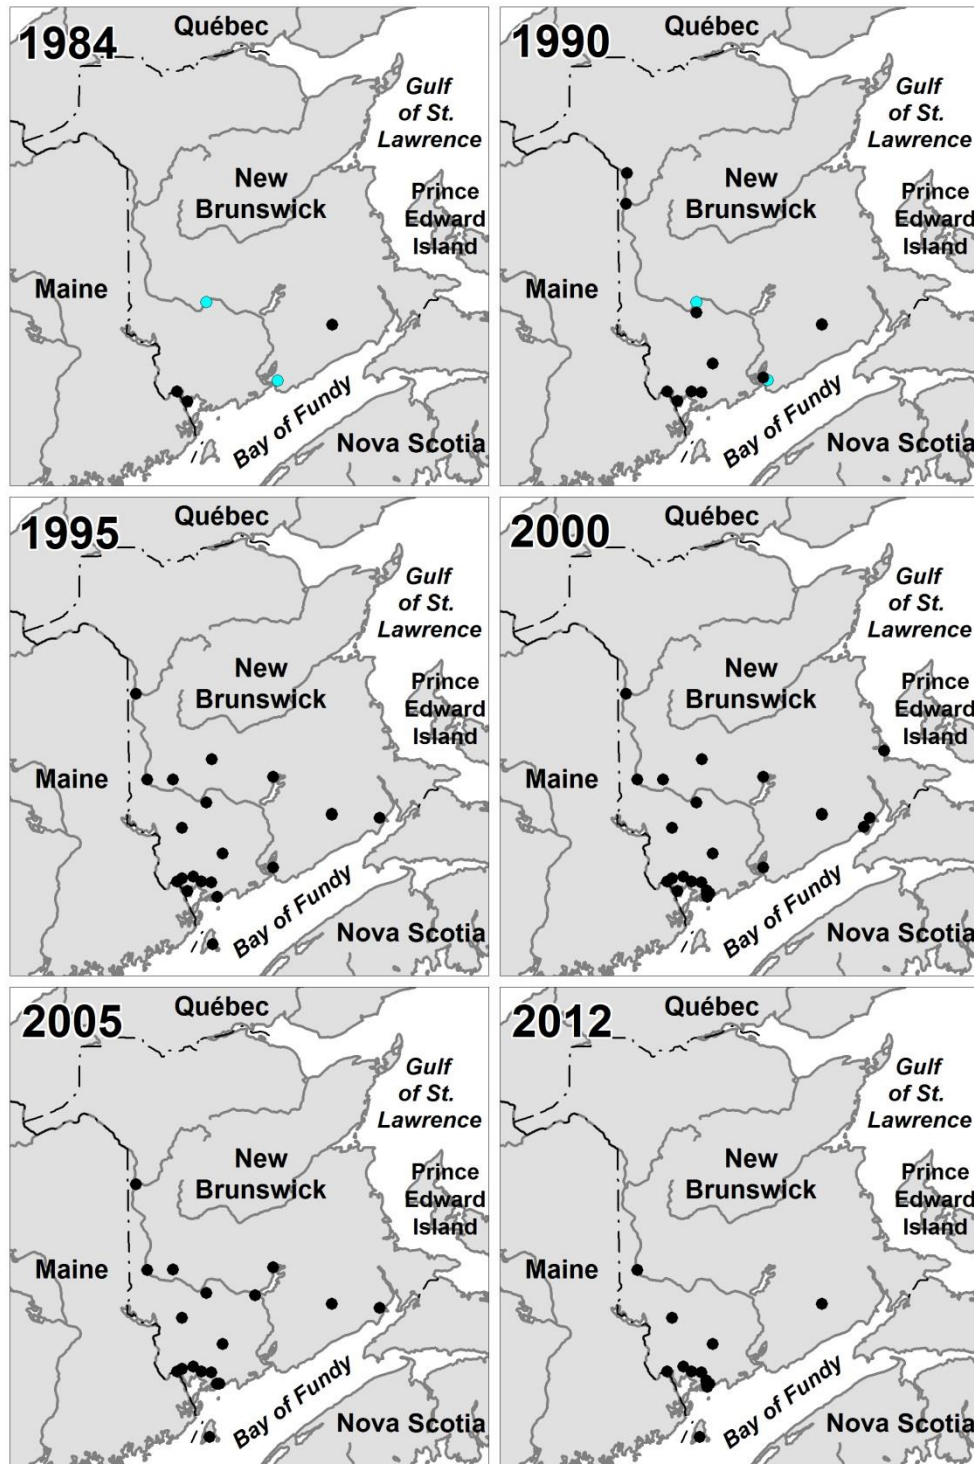 1984
Québec
Gulf
of St.
Lawrence
New
Brunswick
Prince
Edward
Island
Maine
Bay of Fundy
Nova Scotia
1990
Québec
Gulf
of St.
Lawrence
New
Brunswick
Prince
Edward
Island
Maine
Bay of Fundy
Nova Scotia
1995
Québec
Gulf
of St.
Lawrence
New
Brunswick
Prince
Edward
Island
Maine
Bay of Fundy
Nova Scotia
2000
Québec
Gulf
of St.
Lawrence
New
Brunswick
Prince
Edward
Island
Maine
Bay of Fundy
Nova Scotia
2005
Québec
Gulf
of St.
Lawrence
New
Brunswick
Prince
Edward
Island
Maine
Bay of Fundy
Nova Scotia
2012
Québec
Gulf
of St.
Lawrence
New
Brunswick
Prince
Edward
Island
Maine
Bay of Fundy
Nova Scotia